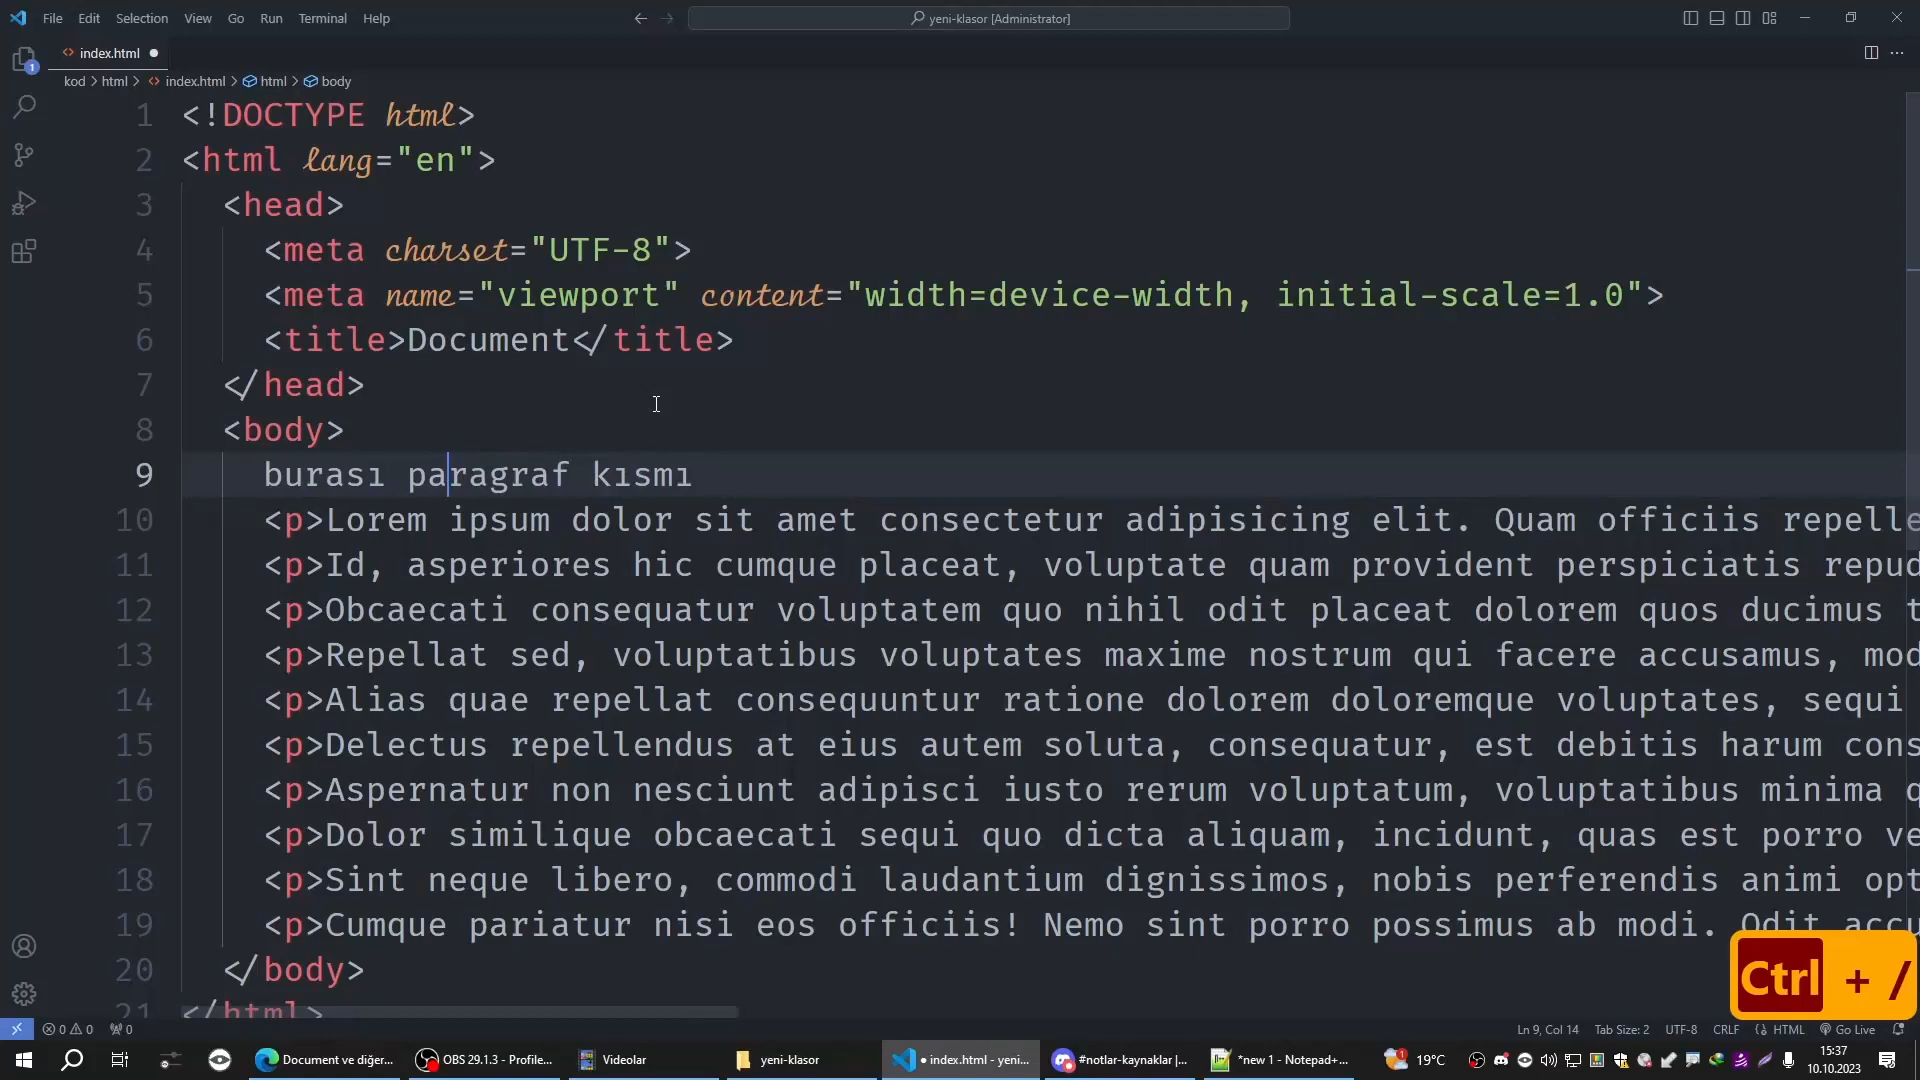 File Edit Selection View Go Run Terminal Help
yeni-klasor [Administrator]
1
index.html
kod > html > index.html > html > body
1 <!DOCTYPE html>
2 <html lang="en">
3 <head>
4 <meta charset="UTF-8">
5 <meta name="viewport" content="width=device-width, initial-scale=1.0">
6 <title>Document</title>
7 </head>
8 <body>
9 burası paragraf kısmı
10 <p>Lorem ipsum dolor sit amet consectetur adipisicing elit. Quam officiis repelle
11 <p>Id, asperiores hic cumque placeat, voluptate quam provident perspiciatis repud
12 <p>Obcaecati consequatur voluptatem quo nihil odit placeat dolorem quos ducimus t
13 <p>Repellat sed, voluptatibus voluptates maxime nostrum qui facere accusamus, mod
14 <p>Alias quae repellat consequuntur ratione dolorem doloremque voluptates, sequi
15 <p>Delectus repellendus at eius autem soluta, consequatur, est debitis harum cons
16 <p>Aspernatur non nesciunt adipisci iusto rerum voluptatum, voluptatibus minima q
17 <p>Dolor similique obcaecati sequi quo dicta aliquam, incidunt, quas est porro ve
18 <p>Sint neque libero, commodi laudantium dignissimos, nobis perferendis animi opt
19 <p>Cumque pariatur nisi eos officiis! Nemo sint porro possimus ab modi. Odit accu
20 </body>
21 </html>
Ctrl + /
0 0 0 Ln 9, Col 14 Tab Size: 2 UTF-8 CRLF HTML Go Live
Document ve diğer... OBS 29.1.3 - Profile... Videolar yeni-klasor ● index.html - yeni... #notlar-kaynaklar |... *new 1 - Notepad+... 1 19°C 15:37
10.10.2023